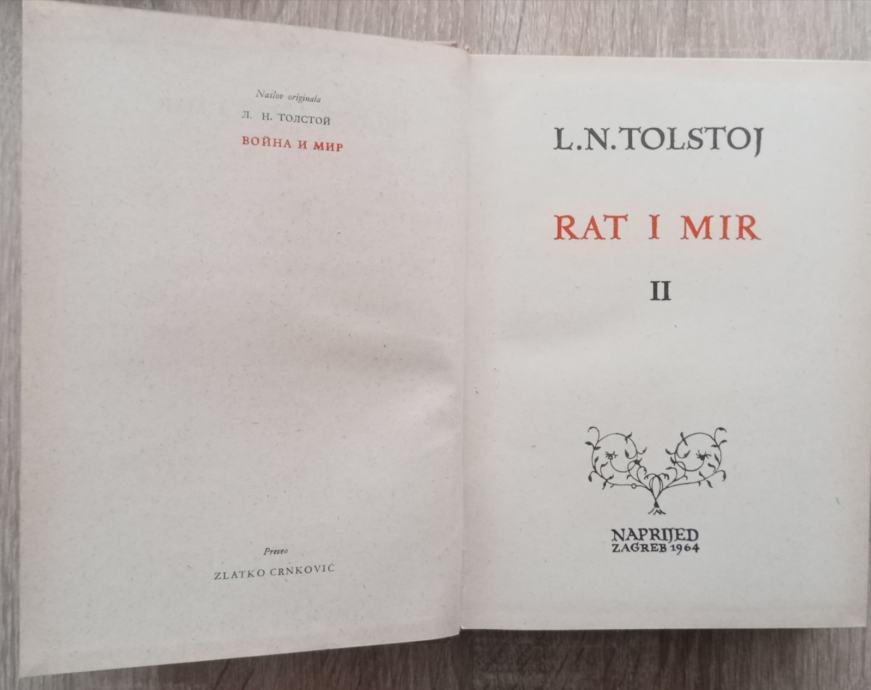 Naslov originala
Л. Н. ТОЛСТОЙ
ВОЙНА И МИР
Preveo
ZLATKO CRNKOVIĆ
L.N.TOLSTOJ
RAT I MIR
II
NAPRIJED
ZAGREB 1964